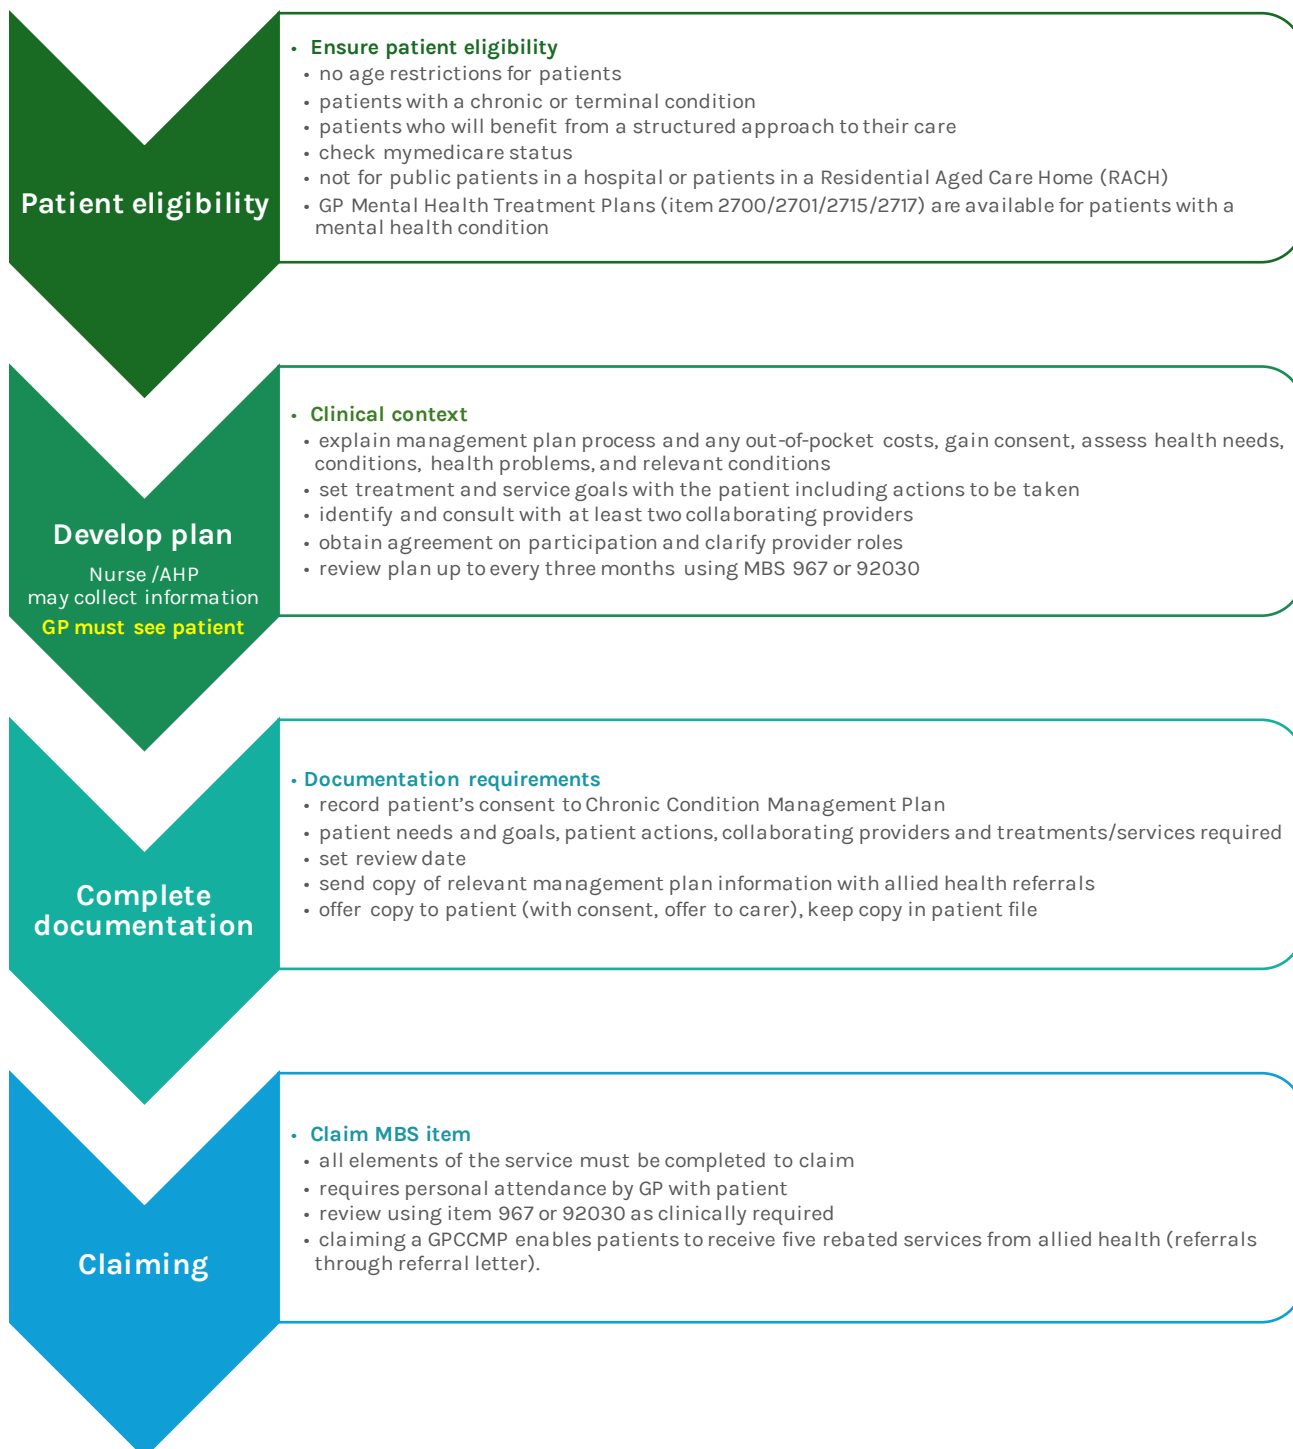 Patient eligibility
• Ensure patient eligibility
• no age restrictions for patients
• patients with a chronic or terminal condition
• patients who will benefit from a structured approach to their care
• check mymedicare status
• not for public patients in a hospital or patients in a Residential Aged Care Home (RACH)
• GP Mental Health Treatment Plans (item 2700/2701/2715/2717) are available for patients with a
mental health condition
Develop plan
Nurse /AHP
may collect information
GP must see patient
• Clinical context
• explain management plan process and any out-of-pocket costs, gain consent, assess health needs,
conditions, health problems, and relevant conditions
• set treatment and service goals with the patient including actions to be taken
• identify and consult with at least two collaborating providers
• obtain agreement on participation and clarify provider roles
• review plan up to every three months using MBS 967 or 92030
Complete
documentation
• Documentation requirements
• record patient’s consent to Chronic Condition Management Plan
• patient needs and goals, patient actions, collaborating providers and treatments/services required
• set review date
• send copy of relevant management plan information with allied health referrals
• offer copy to patient (with consent, offer to carer), keep copy in patient file
Claiming
• Claim MBS item
• all elements of the service must be completed to claim
• requires personal attendance by GP with patient
• review using item 967 or 92030 as clinically required
• claiming a GPCCMP enables patients to receive five rebated services from allied health (referrals
through referral letter).